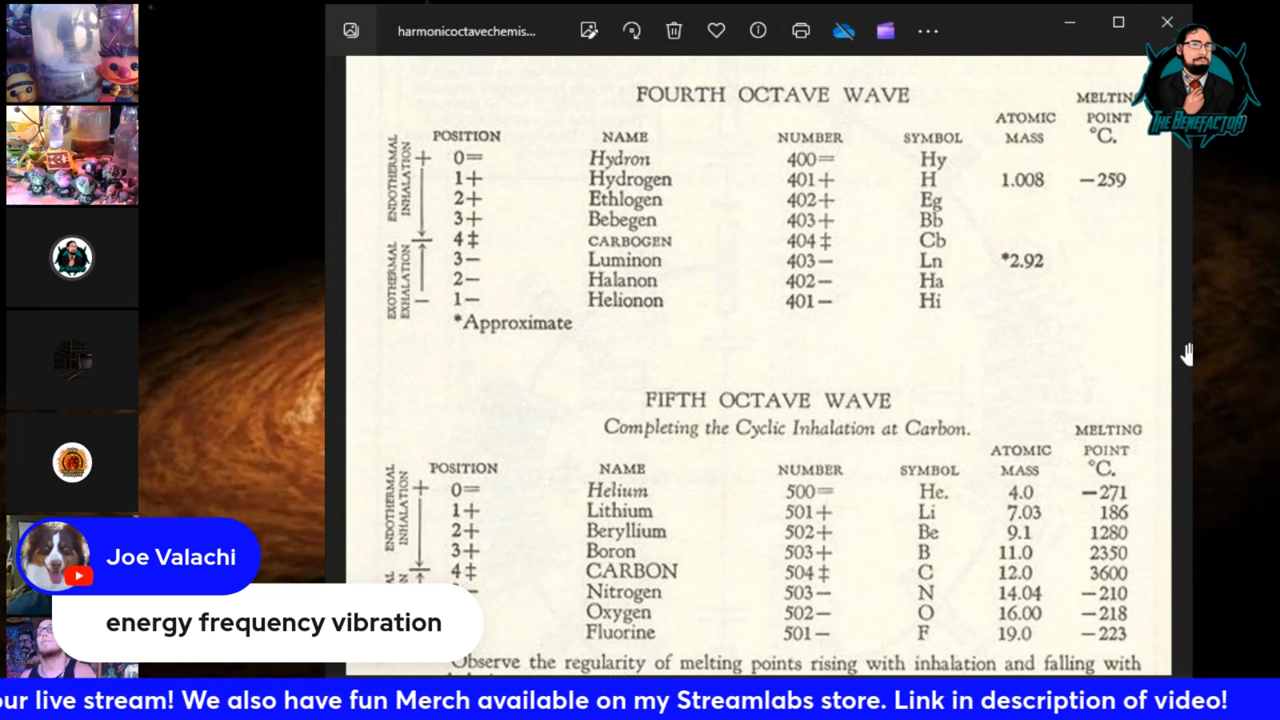 harmonicoctavechemis...
THE BENEFACTOR
FOURTH OCTAVE WAVE
POSITION NAME NUMBER SYMBOL ATOMIC MASS MELTING POINT °C.
ENDOTHERMAL INHALATION
EXOTHERMAL EXHALATION
+ 0= Hydron 400= Hy
1+ Hydrogen 401+ H 1.008 −259
2+ Ethlogen 402+ Eg
3+ Bebegen 403+ Bb
4‡ CARBOGEN 404‡ Cb
3− Luminon 403− Ln *2.92
2− Halanon 402− Ha
− 1− Helionon 401− Hi
*Approximate
FIFTH OCTAVE WAVE
Completing the Cyclic Inhalation at Carbon.
POSITION NAME NUMBER SYMBOL ATOMIC MASS MELTING POINT °C.
ENDOTHERMAL INHALATION
+ 0= Helium 500= He. 4.0 −271
1+ Lithium 501+ Li 7.03 186
2+ Beryllium 502+ Be 9.1 1280
3+ Boron 503+ B 11.0 2350
4‡ CARBON 504‡ C 12.0 3600
Nitrogen 503− N 14.04 −210
Oxygen 502− O 16.00 −218
Fluorine 501− F 19.0 −223
Observe the regularity of melting points rising with inhalation and falling with
Joe Valachi
energy frequency vibration
our live stream! We also have fun Merch available on my Streamlabs store. Link in description of video!